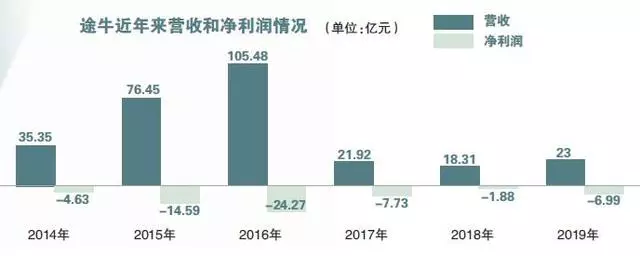 途牛近年来营收和净利润情况 (单位:亿元)
营收
净利润
35.35
76.45
105.48
21.92
18.31
23
-4.63
-14.59
-24.27
-7.73
-1.88
-6.99
2014年
2015年
2016年
2017年
2018年
2019年